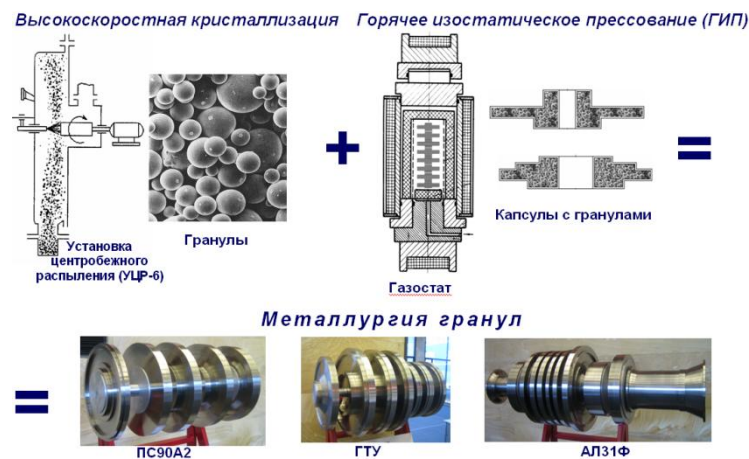 Высокоскоростная кристаллизация
Горячее изостатическое прессование (ГИП)
Гранулы
Установка
центробежного
распыления (УЦР-6)
+
Газостат
Капсулы с гранулами
=
Металлургия гранул
=
ПС90А2
ГТУ
АЛ31Ф